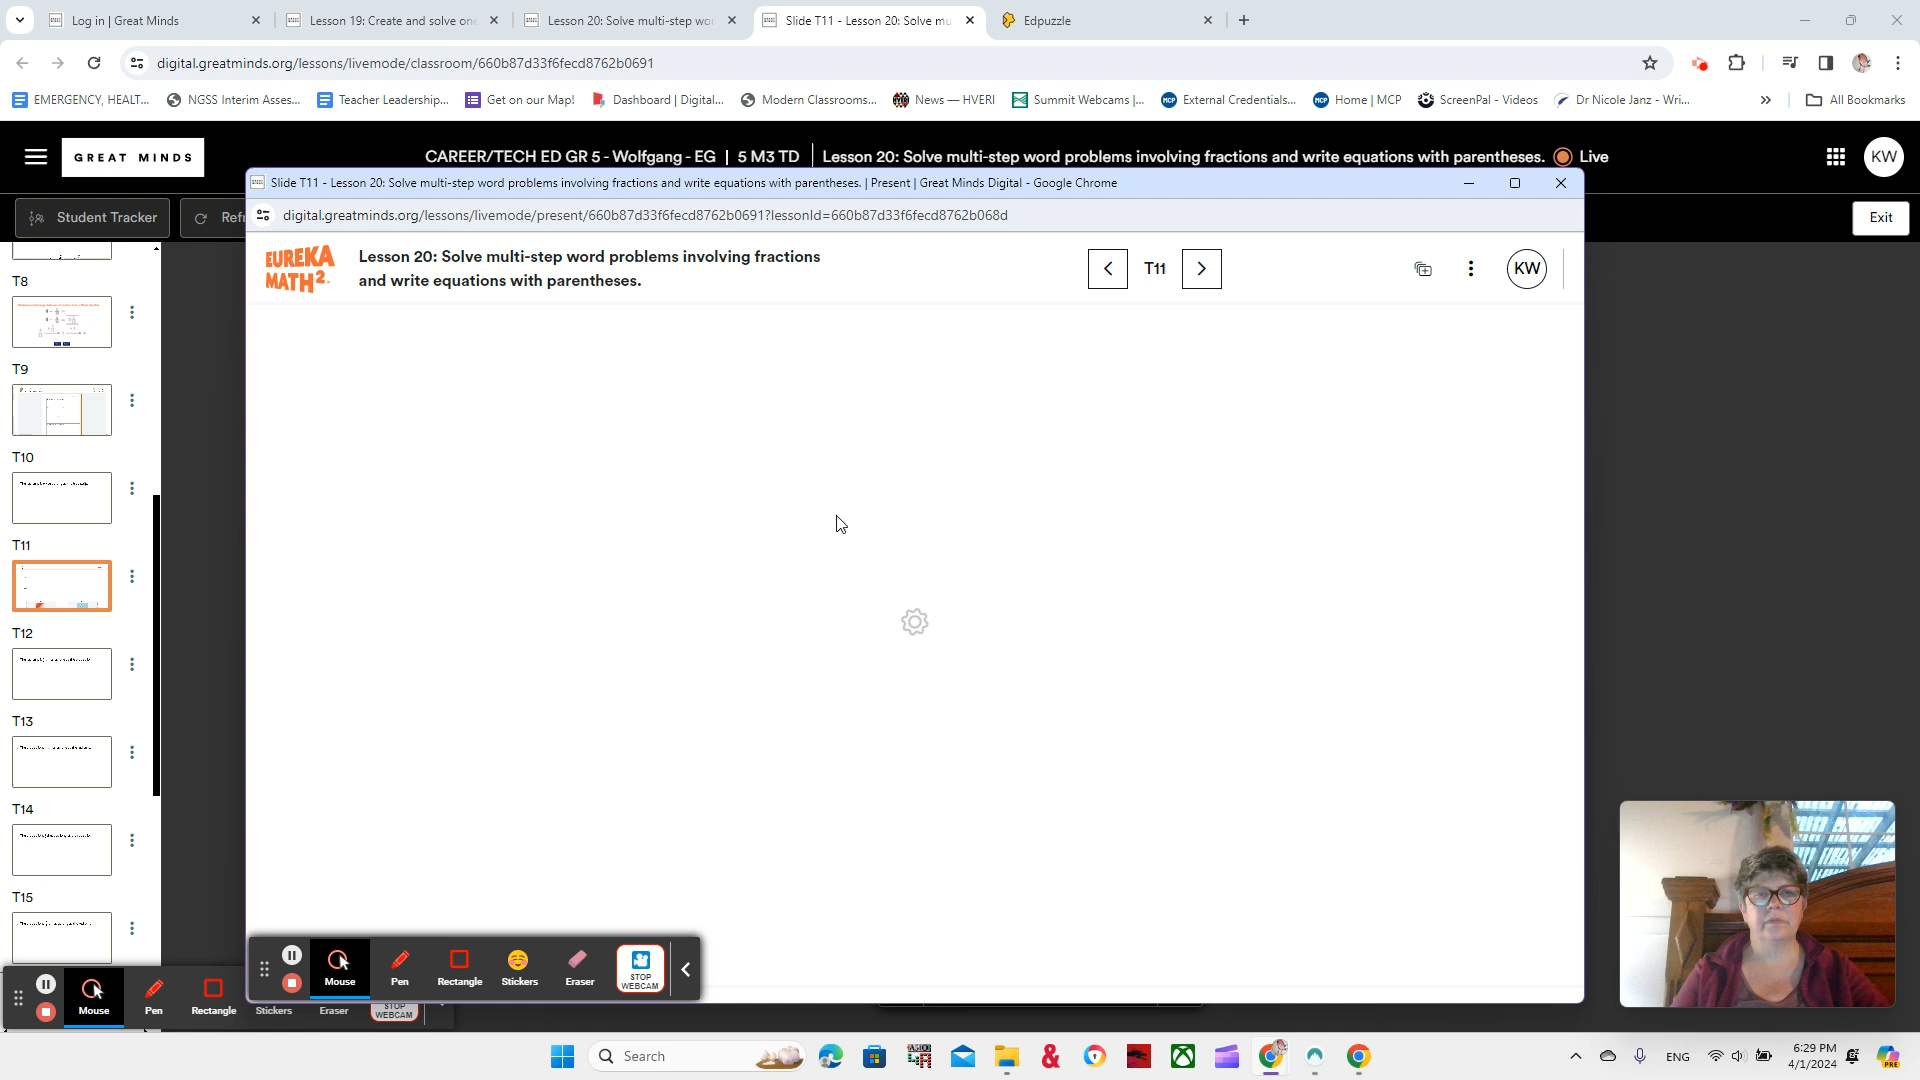 Log in | Great Minds
Lesson 19: Create and solve on
Lesson 20: Solve multi-step wo
Slide T11 - Lesson 20: Solve mu
Edpuzzle
digital.greatminds.org/lessons/livemode/classroom/660b87d33f6fecd8762b0691
EMERGENCY, HEALT...
NGSS Interim Asses...
Teacher Leadership...
Get on our Map!
Dashboard | Digital...
Modern Classrooms...
News — HVERI
Summit Webcams |...
External Credentials...
Home | MCP
ScreenPal - Videos
Dr Nicole Janz - Wri...
All Bookmarks
GREAT MINDS
CAREER/TECH ED GR 5 - Wolfgang - EG | 5 M3 TD
Lesson 20: Solve multi-step word problems involving fractions and write equations with parentheses.
Live
KW
Student Tracker
Refr
Exit
Slide T11 - Lesson 20: Solve multi-step word problems involving fractions and write equations with parentheses. | Present | Great Minds Digital - Google Chrome
digital.greatminds.org/lessons/livemode/present/660b87d33f6fecd8762b0691?lessonId=660b87d33f6fecd8762b068d
EUREKA
MATH2
Lesson 20: Solve multi-step word problems involving fractions
and write equations with parentheses.
T11
KW
T8
T9
T10
T11
T12
T13
T14
T15
Mouse
Pen
Rectangle
Stickers
Eraser
STOP
WEBCAM
Mouse
Pen
Rectangle
Stickers
Eraser
STOP
WEBCAM
Search
ENG
6:29 PM
4/1/2024